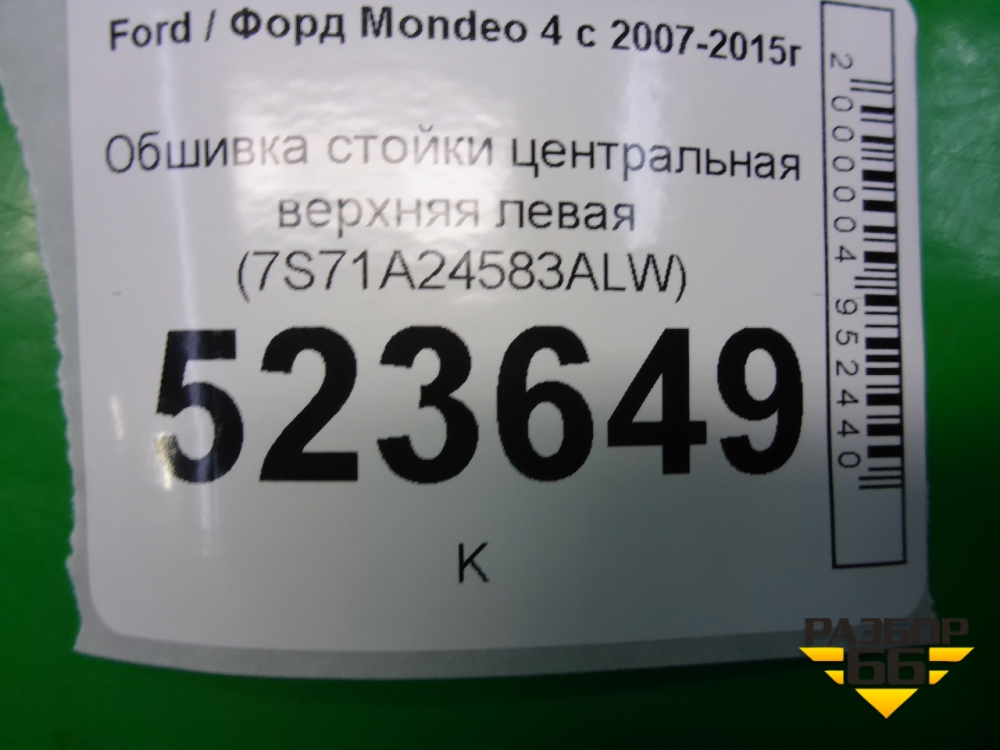 Ford / Форд Mondeo 4 с 2007-2015г
Обшивка стойки центральная
верхняя левая
(7S71A24583ALW)
523649
К
2000004952440
РАЗБОР
66